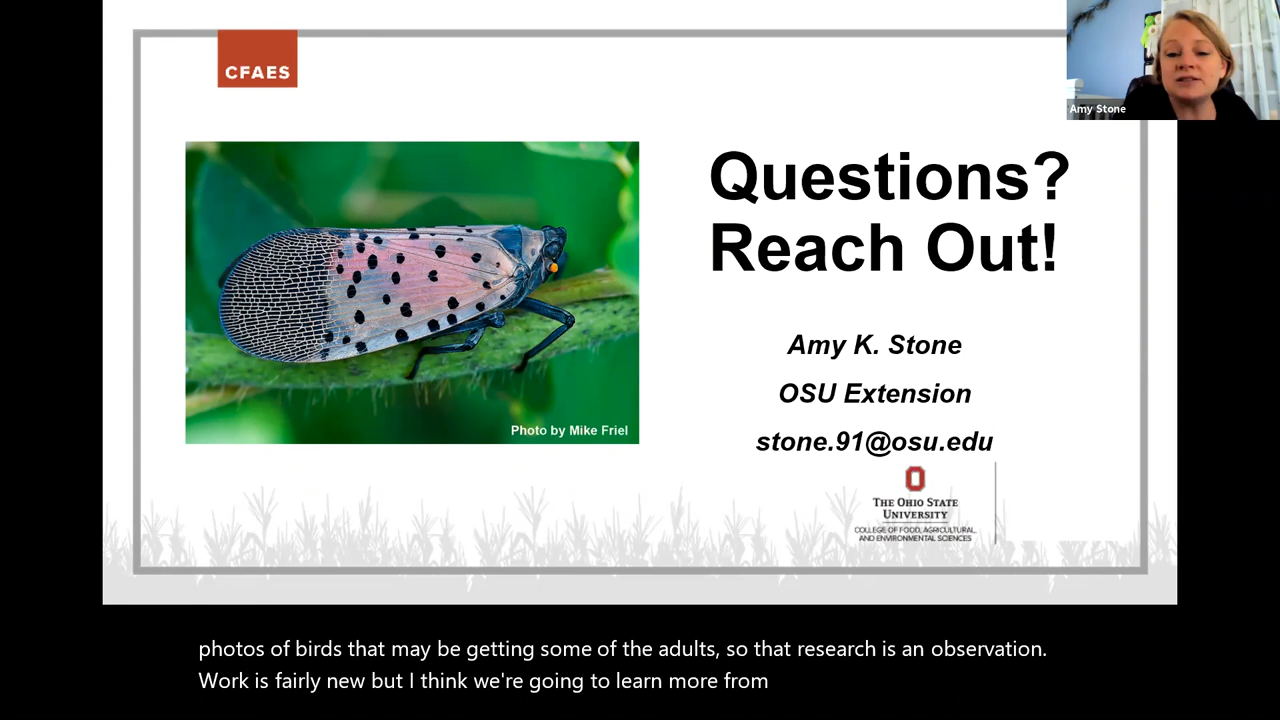 CFAES
Amy Stone
Questions?
Reach Out!
Amy K. Stone
OSU Extension
stone.91@osu.edu
Photo by Mike Friel
O
THE OHIO STATE
UNIVERSITY
COLLEGE OF FOOD, AGRICULTURAL,
AND ENVIRONMENTAL SCIENCES
photos of birds that may be getting some of the adults, so that research is an observation.
Work is fairly new but I think we're going to learn more from